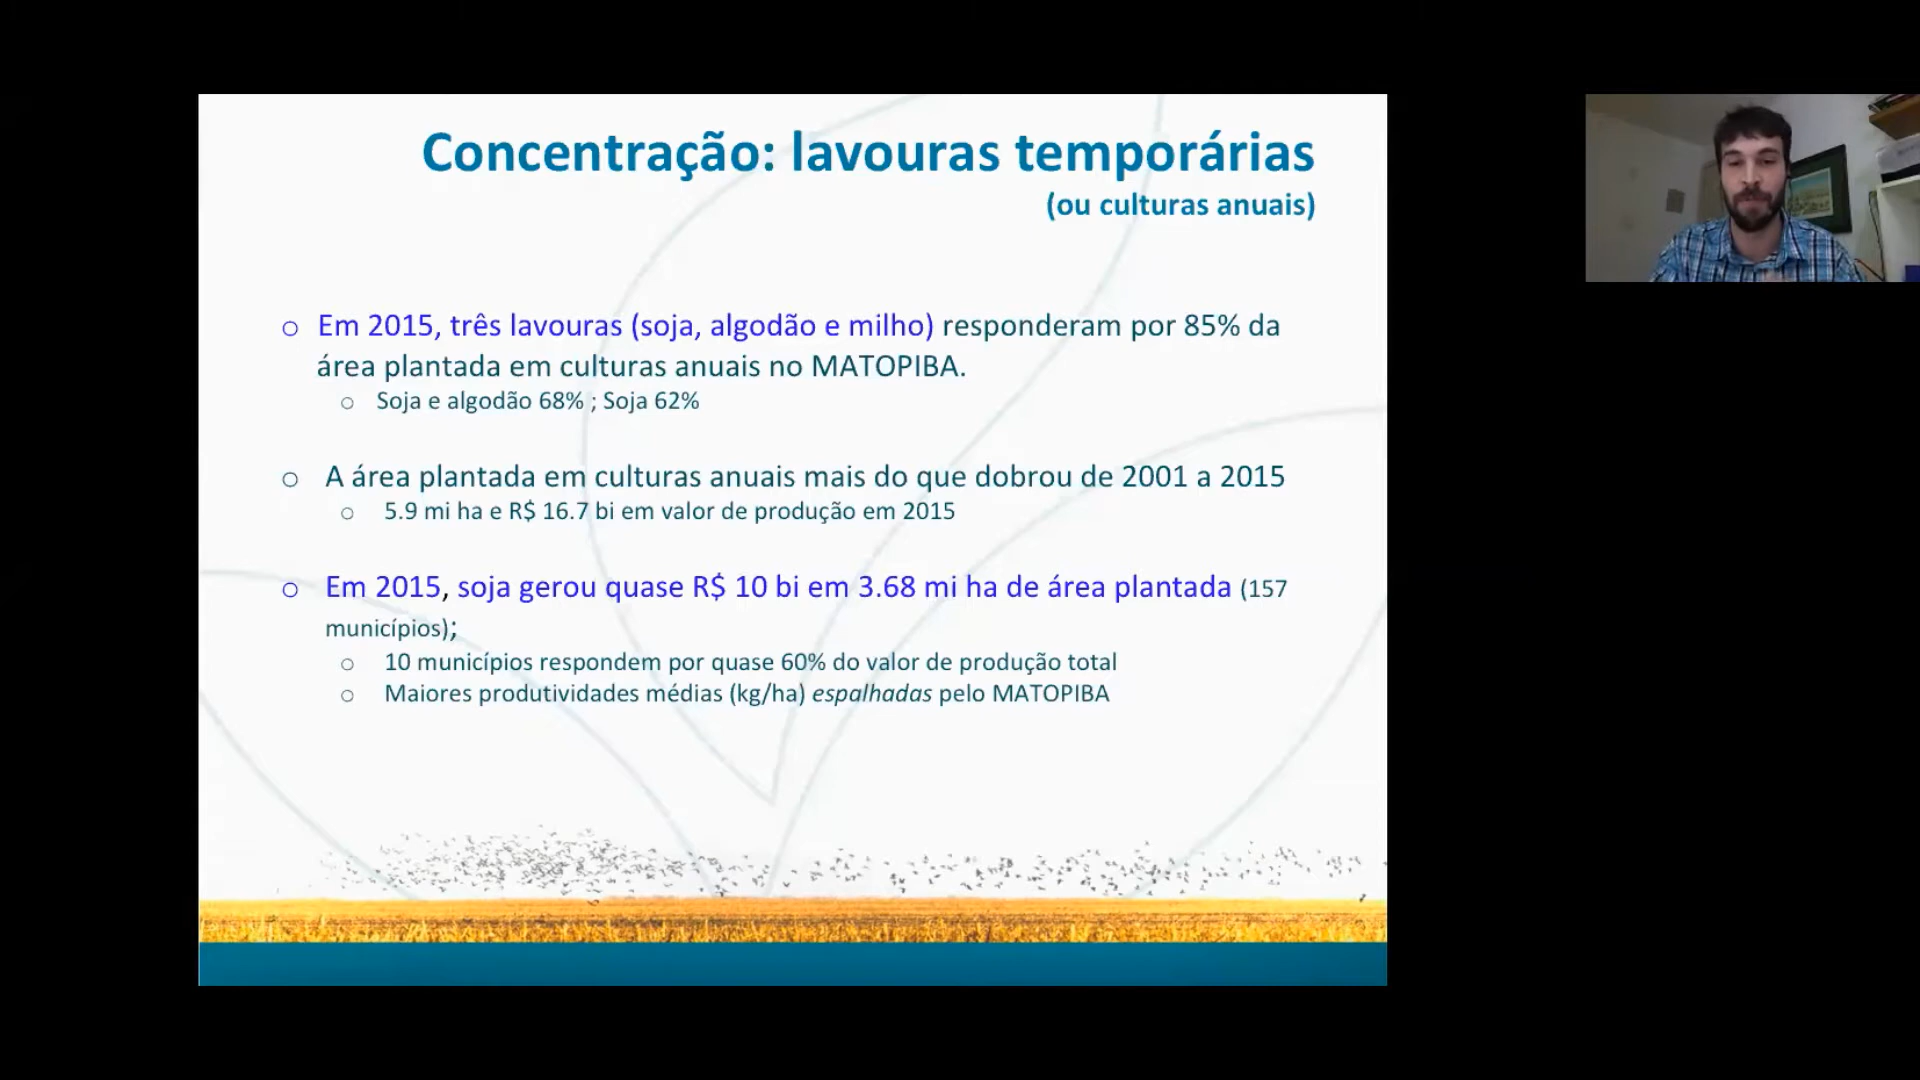 Concentração: lavouras temporárias
(ou culturas anuais)
o Em 2015, três lavouras (soja, algodão e milho) responderam por 85% da
área plantada em culturas anuais no MATOPIBA.
o Soja e algodão 68% ; Soja 62%
o A área plantada em culturas anuais mais do que dobrou de 2001 a 2015
o 5.9 mi ha e R$ 16.7 bi em valor de produção em 2015
o Em 2015, soja gerou quase R$ 10 bi em 3.68 mi ha de área plantada (157
municípios);
o 10 municípios respondem por quase 60% do valor de produção total
o Maiores produtividades médias (kg/ha) espalhadas pelo MATOPIBA